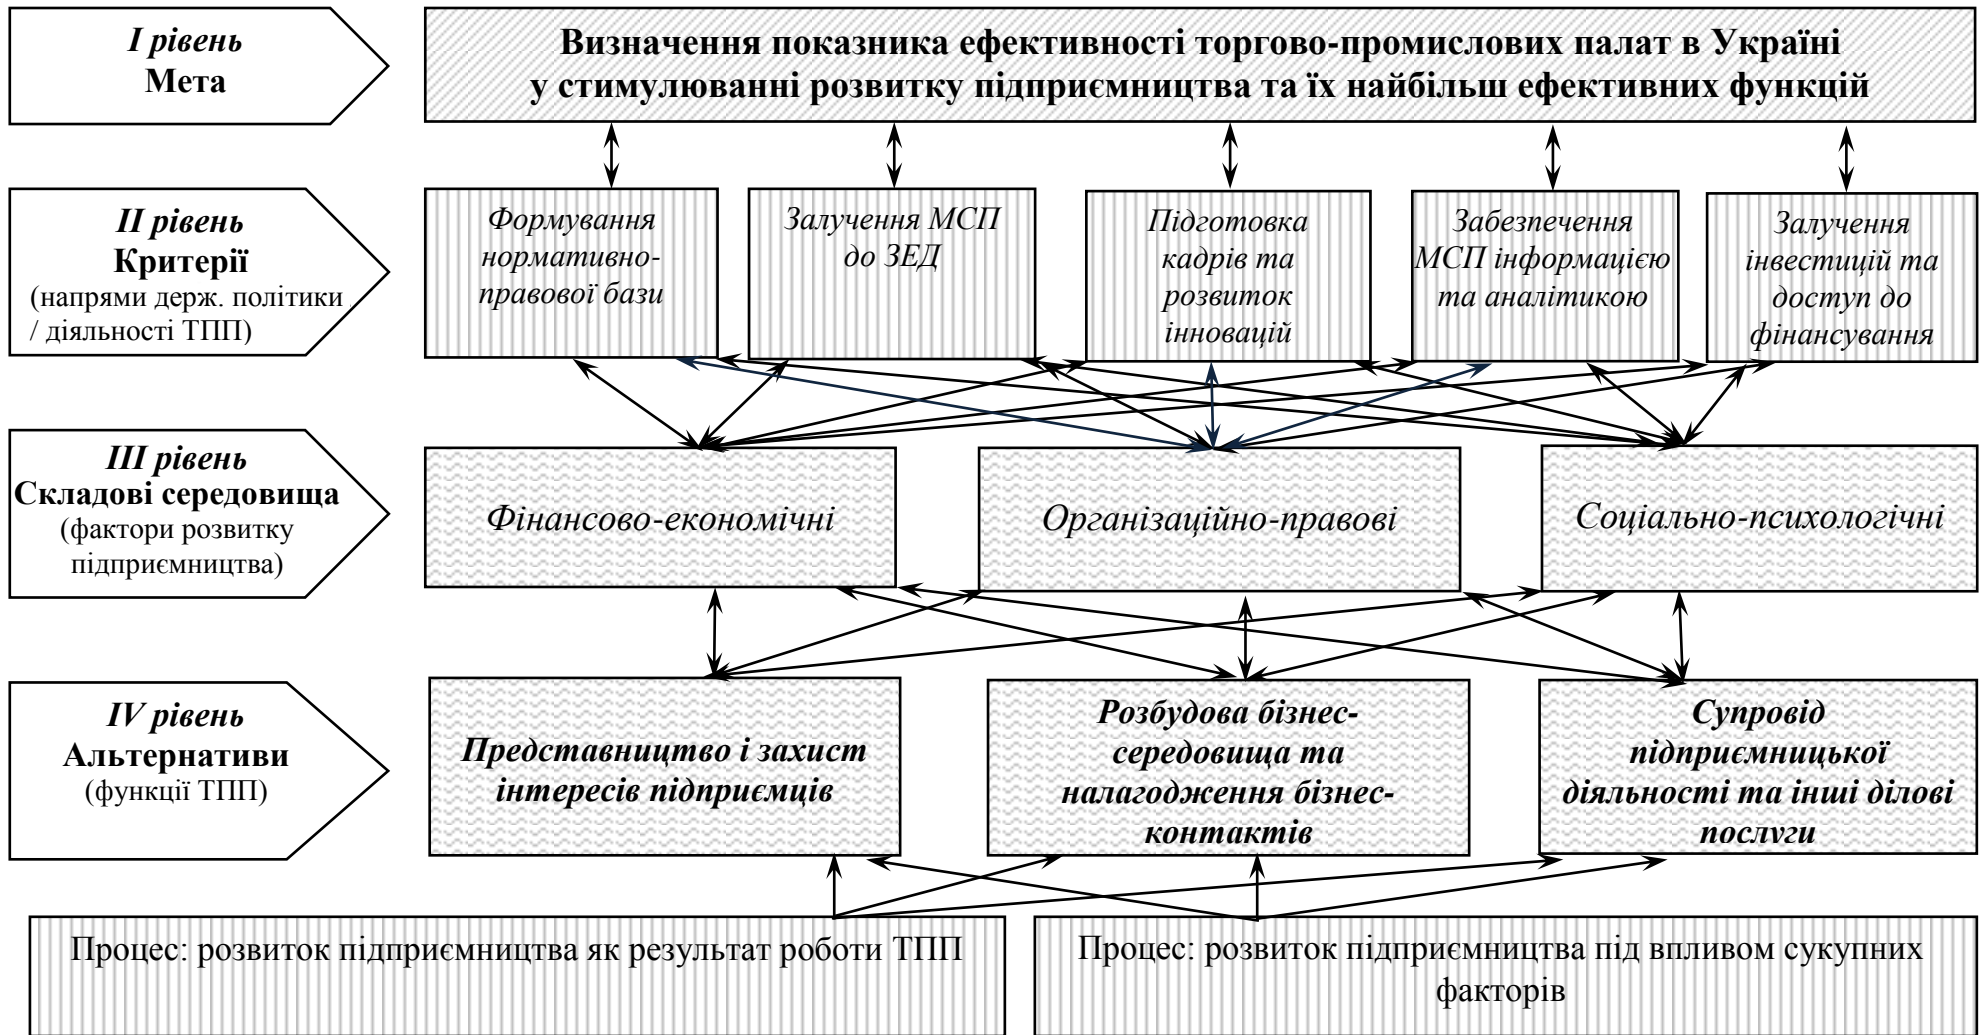 I рівень
Мета
Визначення показника ефективності торгово-промислових палат в Україні
у стимулюванні розвитку підприємництва та їх найбільш ефективних функцій
II рівень
Критерії
(напрями держ. політики
/ діяльності ТПП)
Формування
нормативно-
правової бази
Залучення МСП
до ЗЕД
Підготовка
кадрів та
розвиток
інновацій
Забезпечення
МСП інформацією
та аналітикою
Залучення
інвестицій та
доступ до
фінансування
III рівень
Складові середовища
(фактори розвитку
підприємництва)
Фінансово-економічні
Організаційно-правові
Соціально-психологічні
IV рівень
Альтернативи
(функції ТПП)
Представництво і захист
інтересів підприємців
Розбудова бізнес-
середовища та
налагодження бізнес-
контактів
Супровід
підприємницької
діяльності та інші ділові
послуги
Процес: розвиток підприємництва як результат роботи ТПП
Процес: розвиток підприємництва під впливом сукупних
факторів